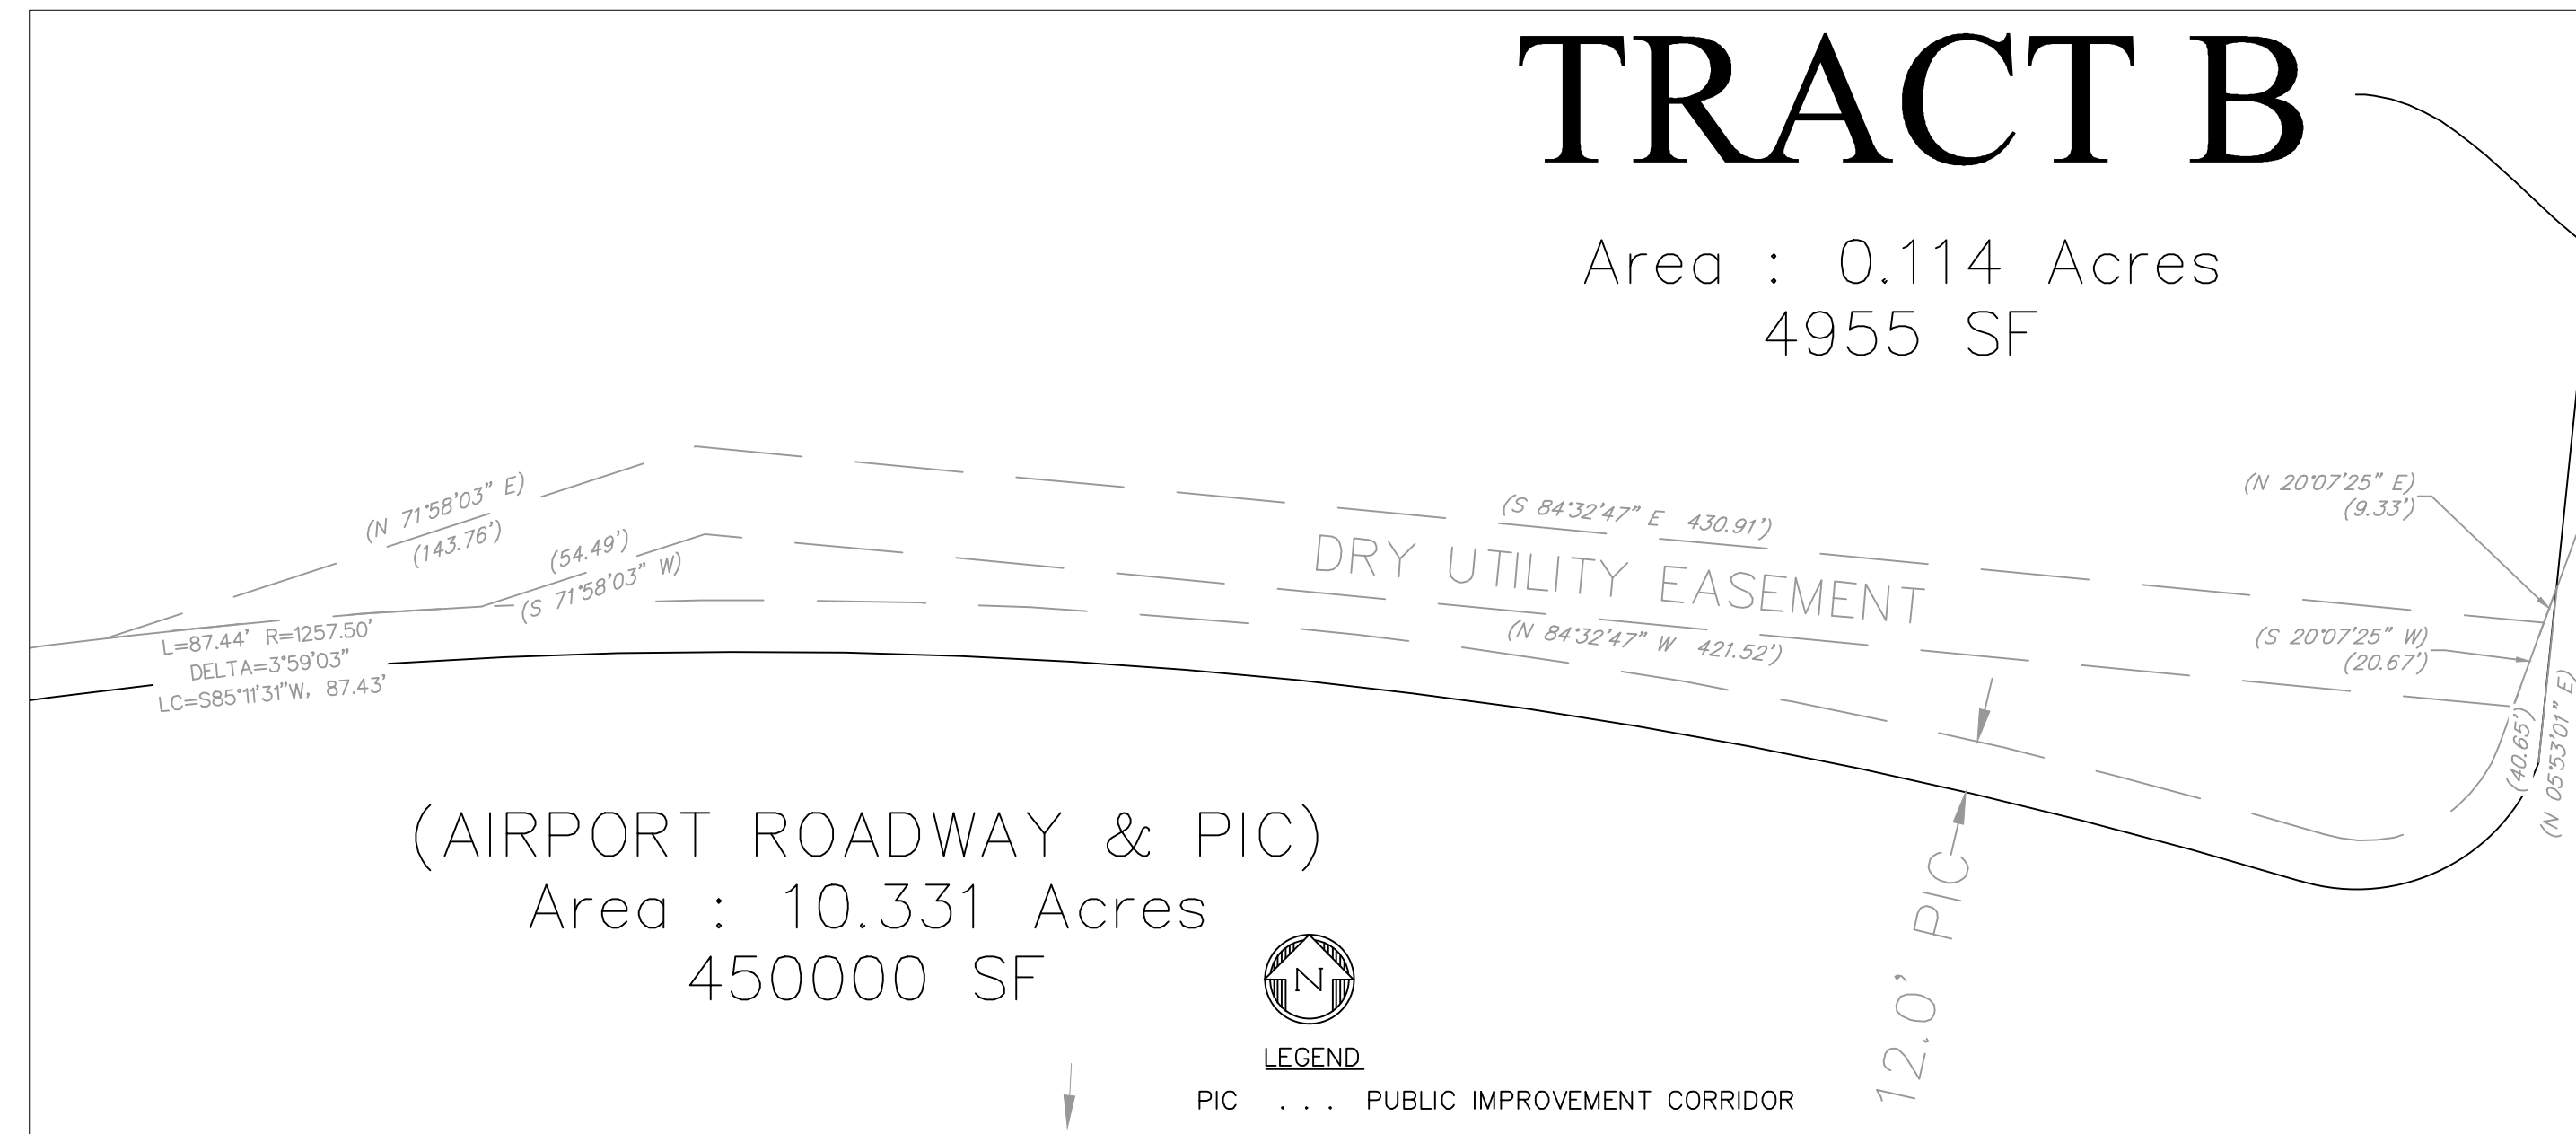 TRACT B
Area : 0.114 Acres
4955 SF
(N 71°58'03" E)
(143.76')
(54.49')
(S 71°58'03" W)
(S 84°32'47" E 430.91')
DRY UTILITY EASEMENT
(N 84°32'47" W 421.52')
(N 20°07'25" E)
(9.33')
(S 20°07'25" W)
(20.67')
(40.65')
(N 05°53'01" E)
L=87.44' R=1257.50'
DELTA=3°59'03"
LC=S85°11'31"W, 87.43'
(AIRPORT ROADWAY & PIC)
Area : 10.331 Acres
450000 SF
12.0' PIC
N
LEGEND
PIC . . . PUBLIC IMPROVEMENT CORRIDOR